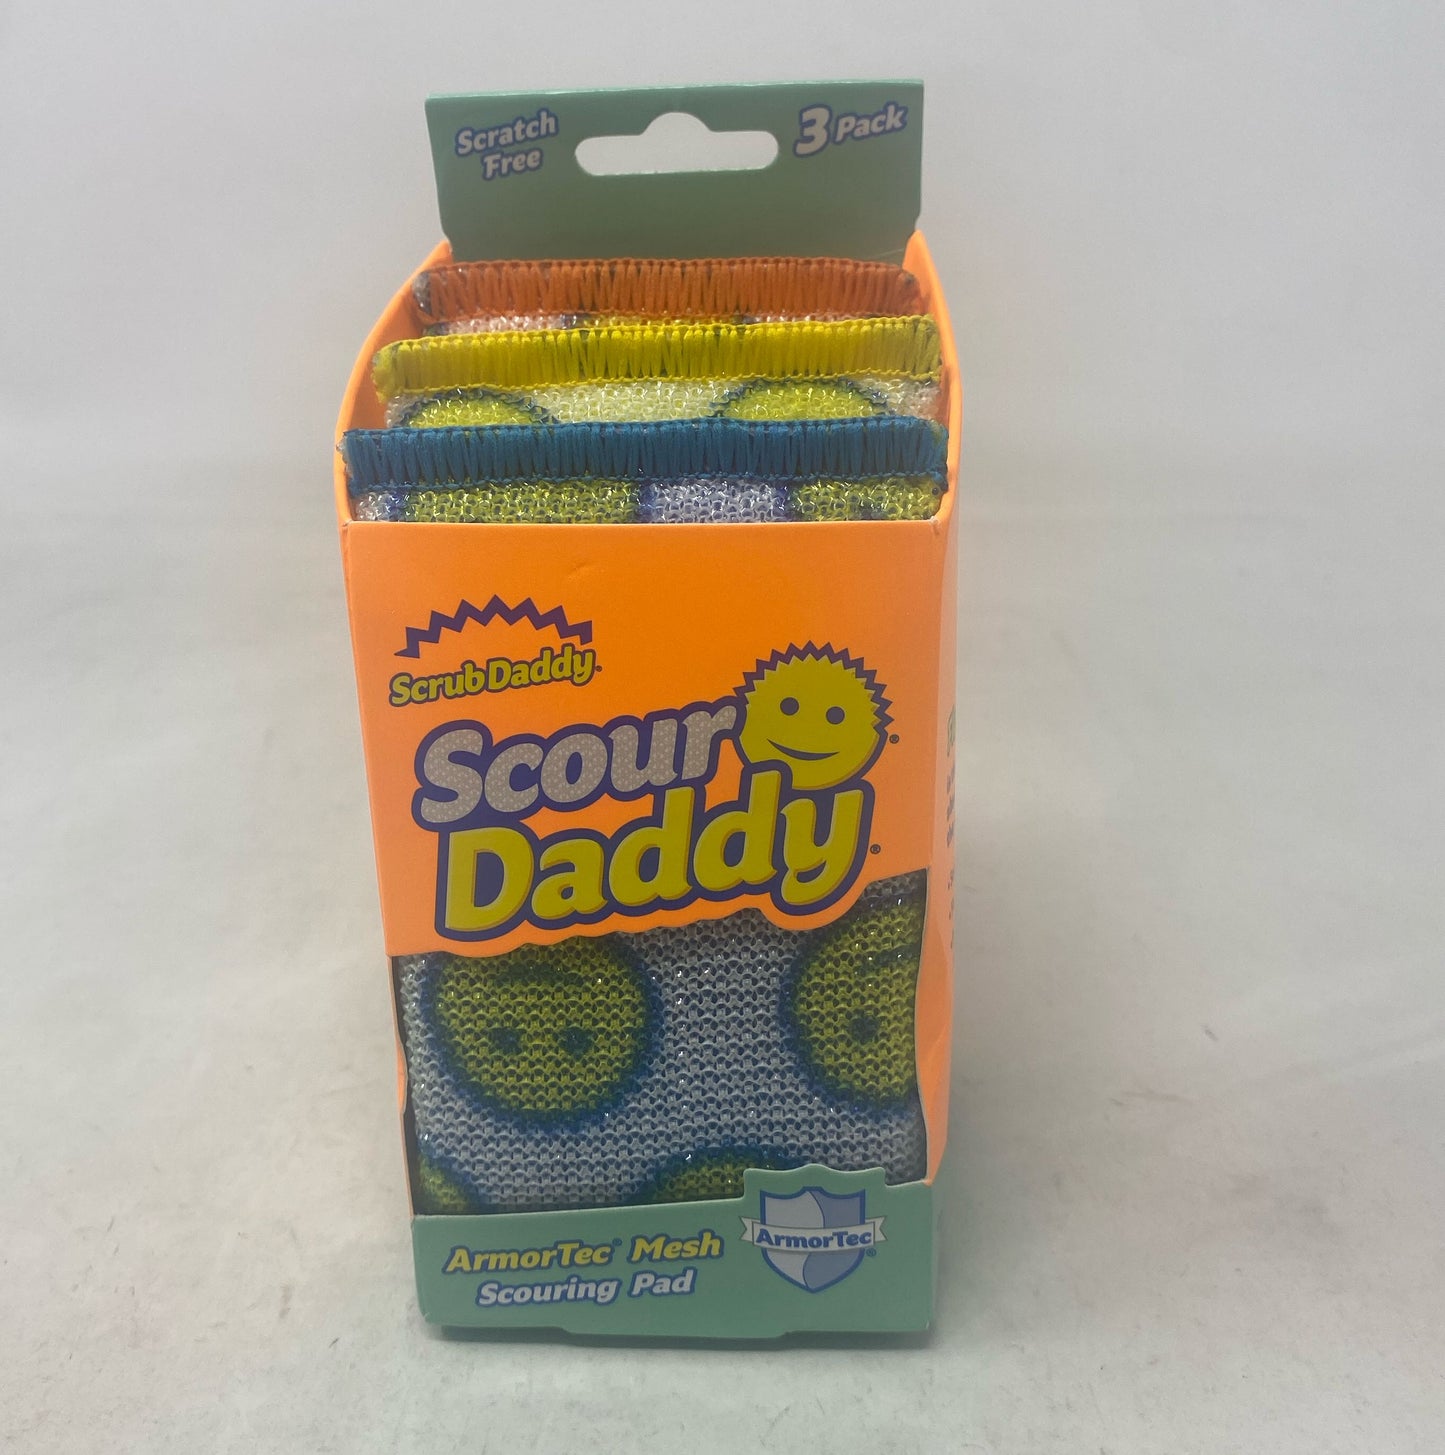 Scratch
Free
3 Pack
ScrubDaddy®
Scour
Daddy®
ArmorTec® Mesh
Scouring Pad
ArmorTec®